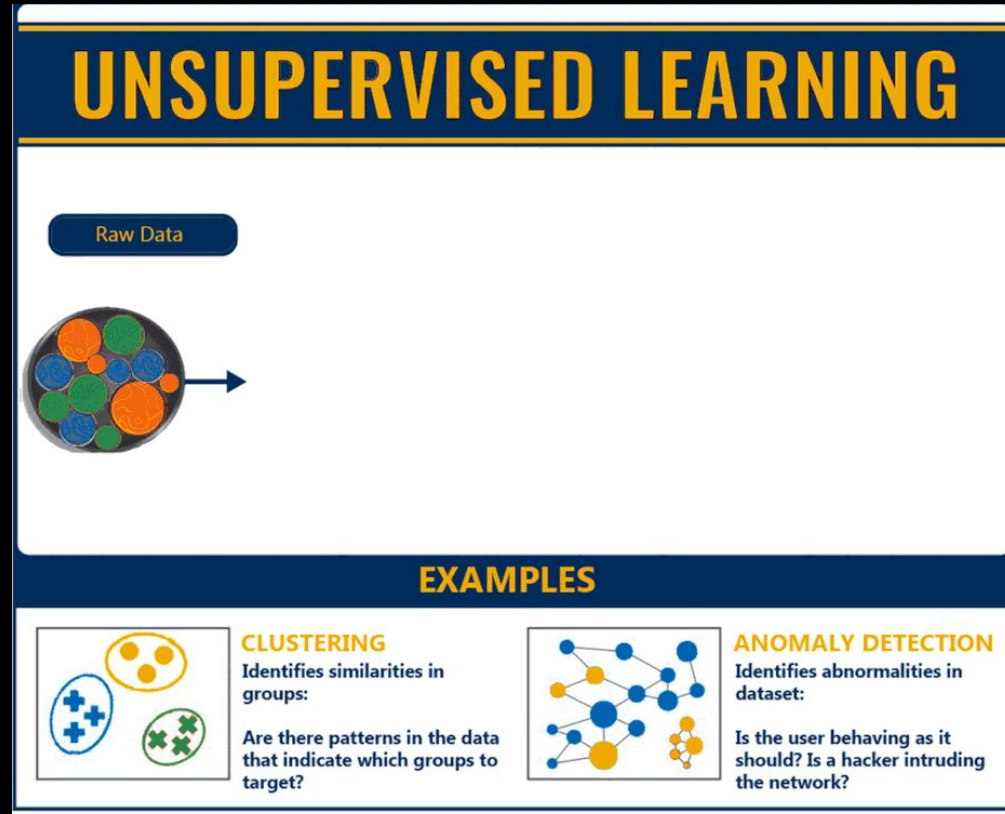 UNSUPERVISED LEARNING
Raw Data
EXAMPLES
CLUSTERING
Identifies similarities in
groups:
Are there patterns in the data
that indicate which groups to
target?
ANOMALY DETECTION
Identifies abnormalities in
dataset:
Is the user behaving as it
should? Is a hacker intruding
the network?